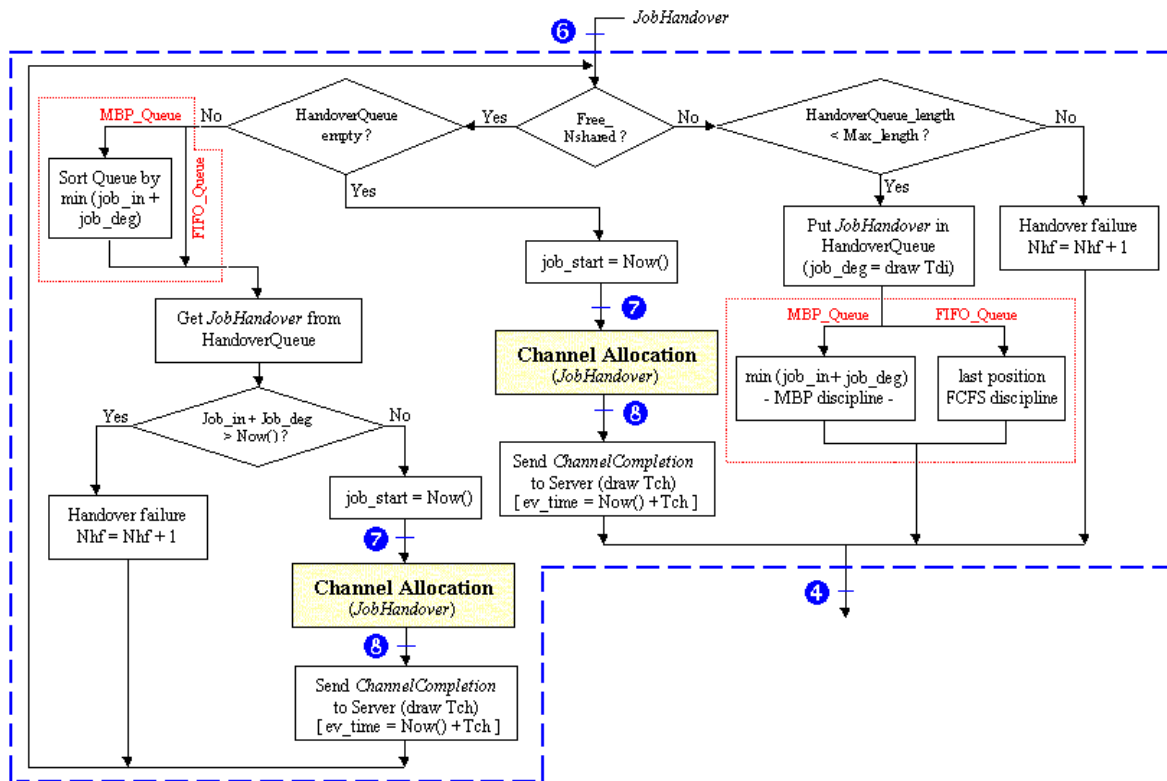 JobHandover
6
MBP_Queue
No
HandoverQueue
empty ?
Yes
Free_
Nshared ?
No
HandoverQueue_length
< Max_length ?
No
Sort Queue by
min (job_in +
job_deg)
FIFO_Queue
Yes
Yes
Put JobHandover in
HandoverQueue
(job_deg = draw Tdi)
Handover failure
Nhf = Nhf + 1
job_start = Now()
7
Get JobHandover from
HandoverQueue
MBP_Queue
FIFO_Queue
Channel Allocation
(JobHandover)
min (job_in + job_deg)
- MBP discipline -
last position
FCFS discipline
8
Yes
Job_in + Job_deg
> Now() ?
No
Send ChannelCompletion
to Server (draw Tch)
[ ev_time = Now() + Tch ]
job_start = Now()
Handover failure
Nhf = Nhf + 1
7
Channel Allocation
(JobHandover)
4
8
Send ChannelCompletion
to Server (draw Tch)
[ ev_time = Now() + Tch ]